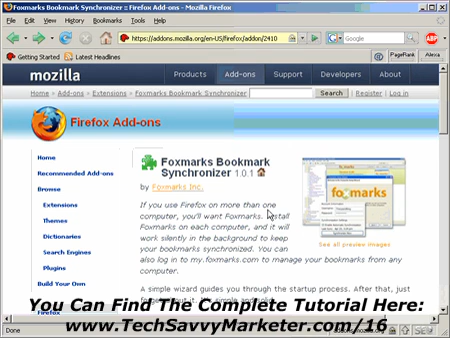 Foxmarks Bookmark Synchronizer :: Firefox Add-ons - Mozilla Firefox
File Edit View History Bookmarks Tools Help
https://addons.mozilla.org/en-US/firefox/addon/2410
Google
ABP
Getting Started Latest Headlines
PageRank Alexa
mozilla Products Add-ons Support Developers About
Home > Add-ons > Extensions > Foxmarks Bookmark Synchronizer Search | Register | Log in
Firefox Add-ons
Home
Recommended Add-ons
Browse
Extensions
Themes
Dictionaries
Search Engines
Plugins
Build Your Own
Firefox
Foxmarks Bookmark
Synchronizer 1.0.1
by Foxmarks Inc.
If you use Firefox on more than one
computer, you'll want Foxmarks. Install
Foxmarks on each computer, and it will
work silently in the background to keep
your bookmarks synchronized. You can
also log in to my.foxmarks.com to manage your bookmarks from any
computer.
A simple wizard guides you through the startup process. After that, just
foxmarks
See all preview images
You Can Find The Complete Tutorial Here:
www.TechSavvyMarketer.com/16
Done